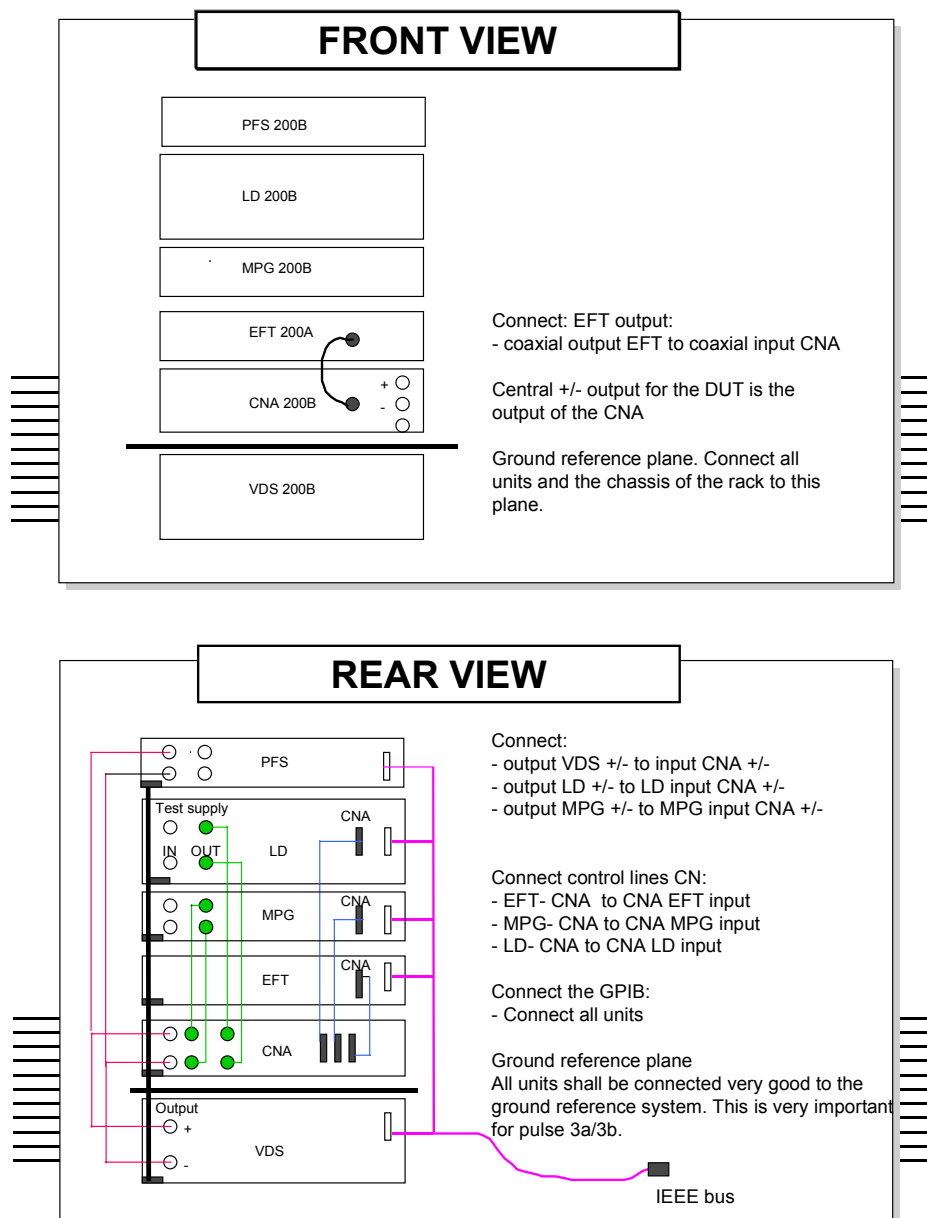 FRONT VIEW
PFS 200B
LD 200B
MPG 200B
EFT 200A
CNA 200B
+
-
VDS 200B
Connect: EFT output:
- coaxial output EFT to coaxial input CNA
Central +/- output for the DUT is the
output of the CNA
Ground reference plane. Connect all
units and the chassis of the rack to this
plane.
REAR VIEW
PFS
Test supply
CNA
IN OUT
LD
MPG
CNA
EFT
CNA
CNA
Output
+
VDS
-
Connect:
- output VDS +/- to input CNA +/-
- output LD +/- to LD input CNA +/-
- output MPG +/- to MPG input CNA +/-
Connect control lines CN:
- EFT- CNA to CNA EFT input
- MPG- CNA to CNA MPG input
- LD- CNA to CNA LD input
Connect the GPIB:
- Connect all units
Ground reference plane
All units shall be connected very good to the
ground reference system. This is very important
for pulse 3a/3b.
IEEE bus